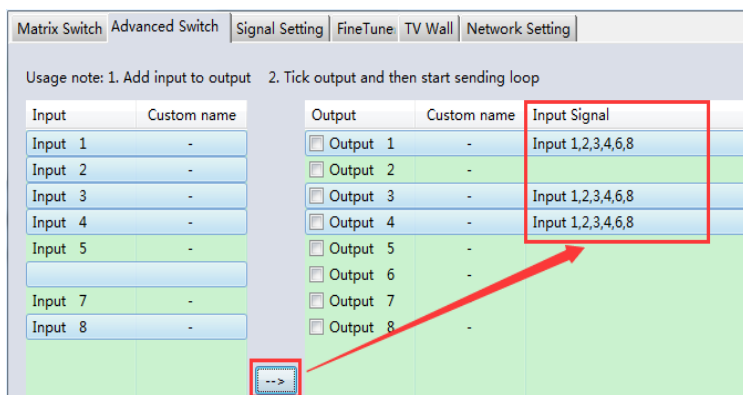 Matrix Switch Advanced Switch Signal Setting FineTune TV Wall Network Setting
Usage note: 1. Add input to output 2. Tick output and then start sending loop
Input Custom name Output Custom name Input Signal
Input 1 - Output 1 - Input 1,2,3,4,6,8
Input 2 - Output 2 -
Input 3 - Output 3 - Input 1,2,3,4,6,8
Input 4 - Output 4 - Input 1,2,3,4,6,8
Input 5 - Output 5 -
Output 6 -
Input 7 - Output 7 -
Input 8 - Output 8 -
-->